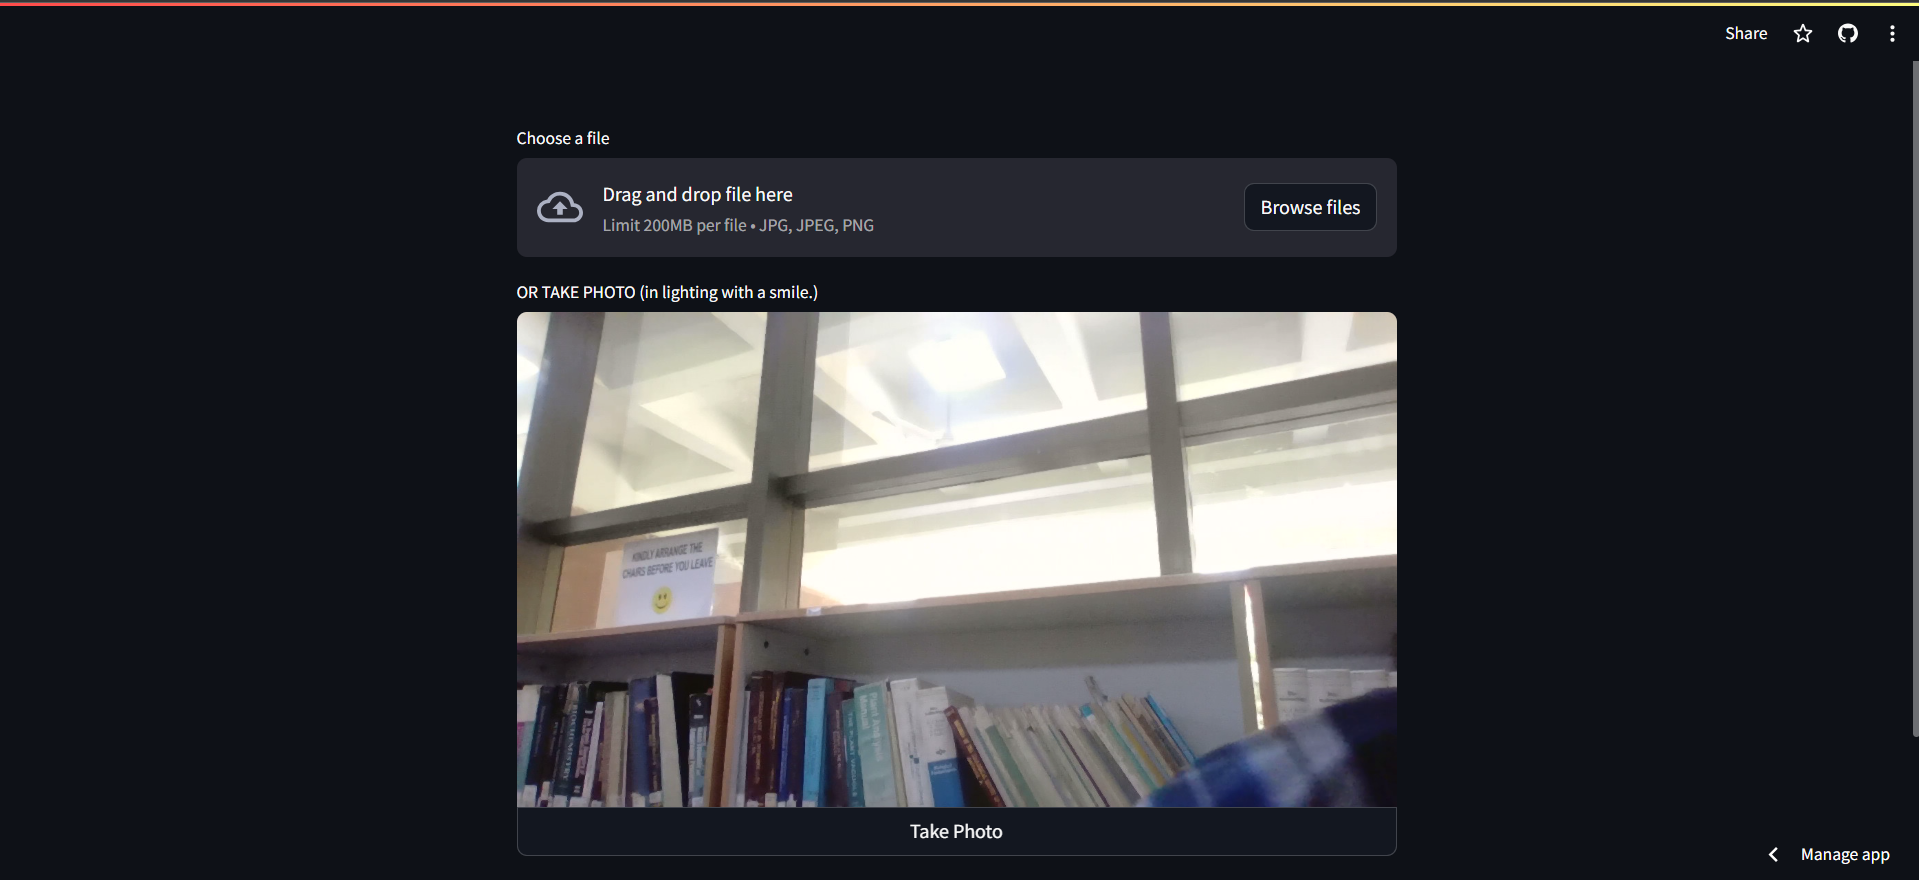 Share
Choose a file
Drag and drop file here
Limit 200MB per file • JPG, JPEG, PNG
Browse files
OR TAKE PHOTO (in lighting with a smile.)
KINDLY ARRANGE THE
CHAIRS BEFORE YOU LEAVE
Take Photo
Manage app